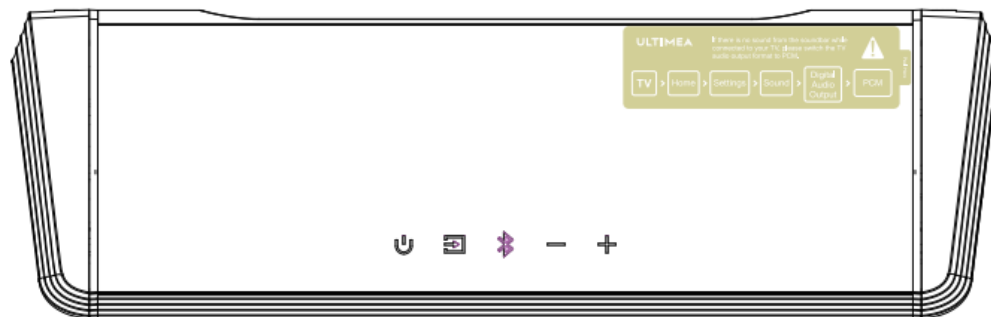 ULTIMEA
If there is no sound from the soundbar while
connected to your TV, please switch the TV
audio output format to PCM.
TV > Home > Settings > Sound > Digital Audio Output > PCM